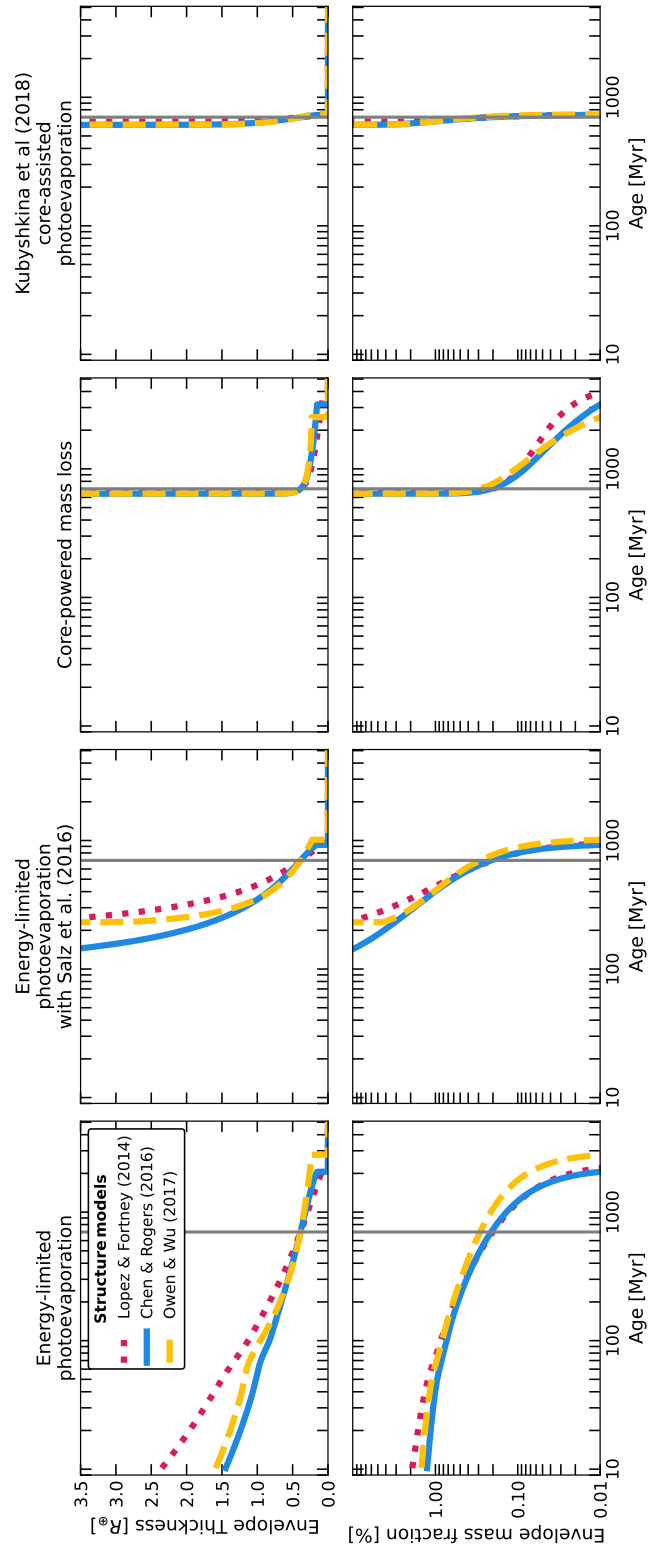 Energy-limited
photoevaporation
Energy-limited
photoevaporation
with Salz et al. (2016)
Core-powered mass loss
Kubyshkina et al (2018)
core-assisted
photoevaporation
Envelope Thickness [R⊕]
3.5
3.0
2.5
2.0
1.5
1.0
0.5
0.0
Structure models
Lopez & Fortney (2014)
Chen & Rogers (2016)
Owen & Wu (2017)
Envelope mass fraction [%]
1.00
0.10
0.01
10 100 1000
Age [Myr]
10 100 1000
Age [Myr]
10 100 1000
Age [Myr]
10 100 1000
Age [Myr]